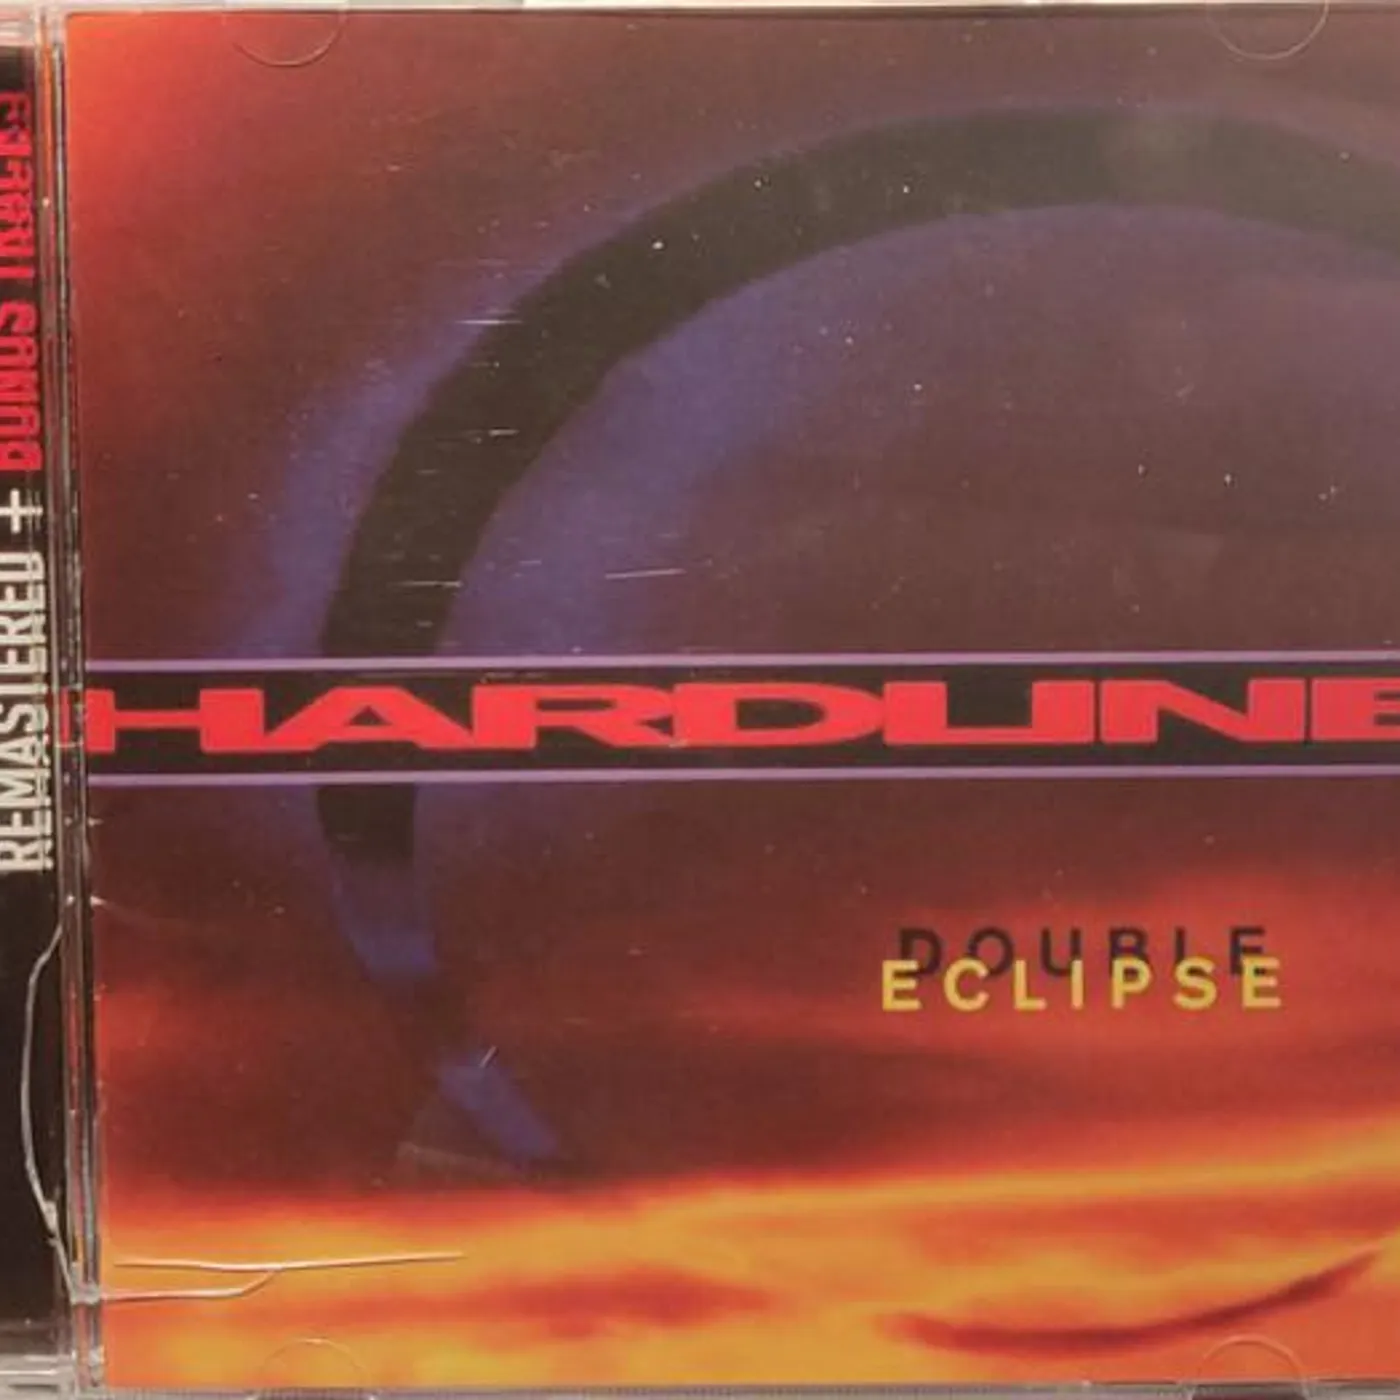 REMASTERED + BONUS TRACKS
HARDLINE
DOUBLE
ECLIPSE